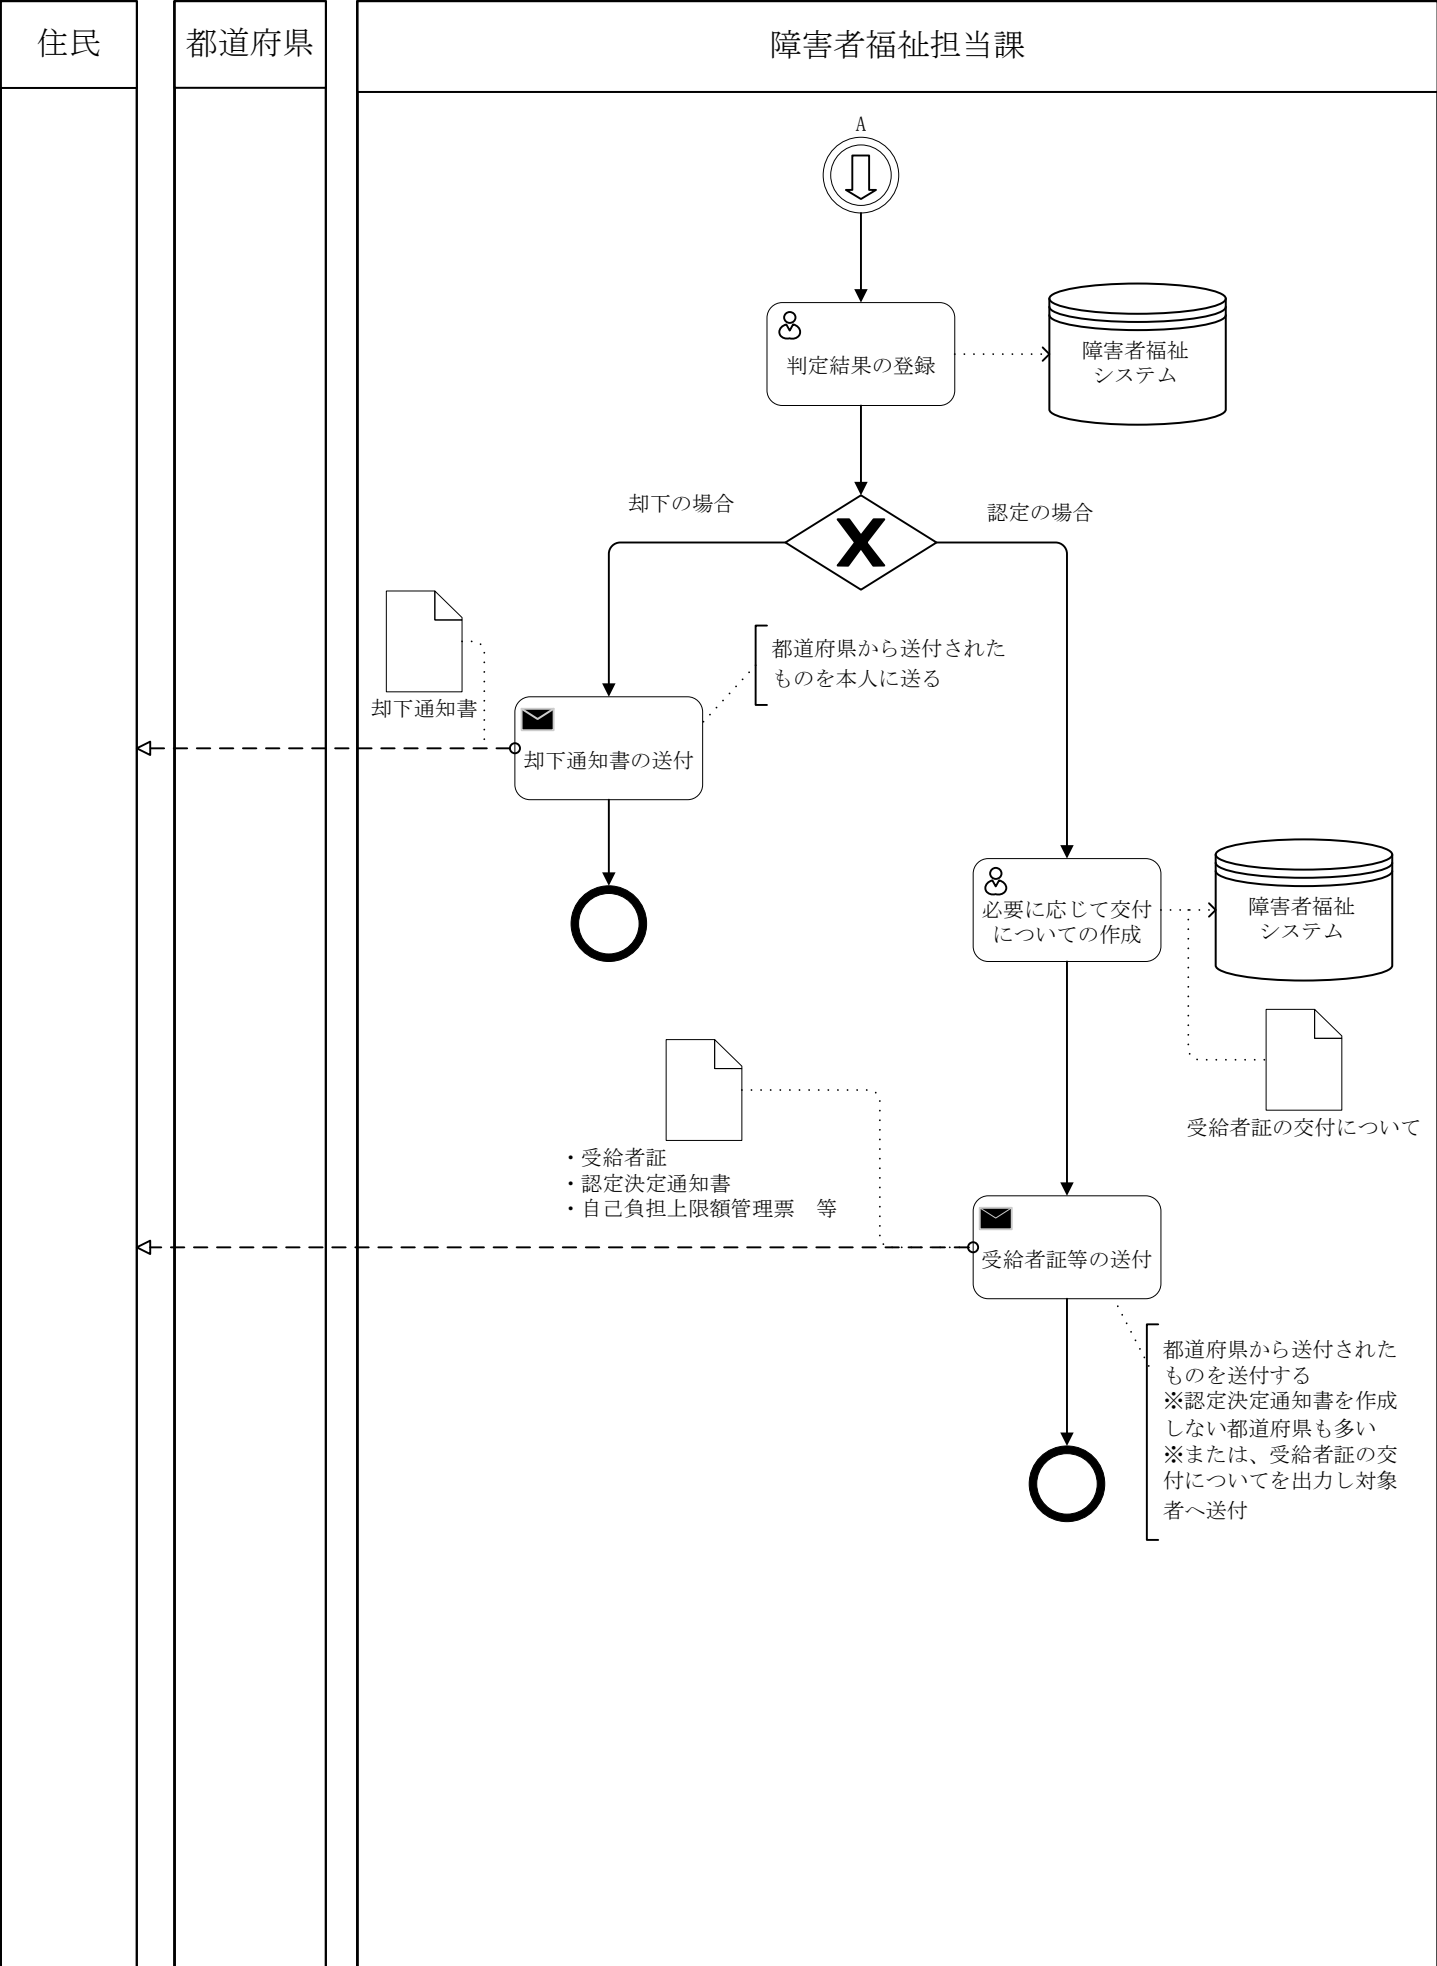 住民
都道府県
障害者福祉担当課
A
判定結果の登録
障害者福祉
システム
却下の場合
認定の場合
却下通知書
都道府県から送付された
ものを本人に送る
却下通知書の送付
必要に応じて交付
についての作成
障害者福祉
システム
受給者証の交付について
・受給者証
・認定決定通知書
・自己負担上限額管理票　等
受給者証等の送付
都道府県から送付された
ものを送付する
※認定決定通知書を作成
しない都道府県も多い
※または、受給者証の交
付についてを出力し対象
者へ送付